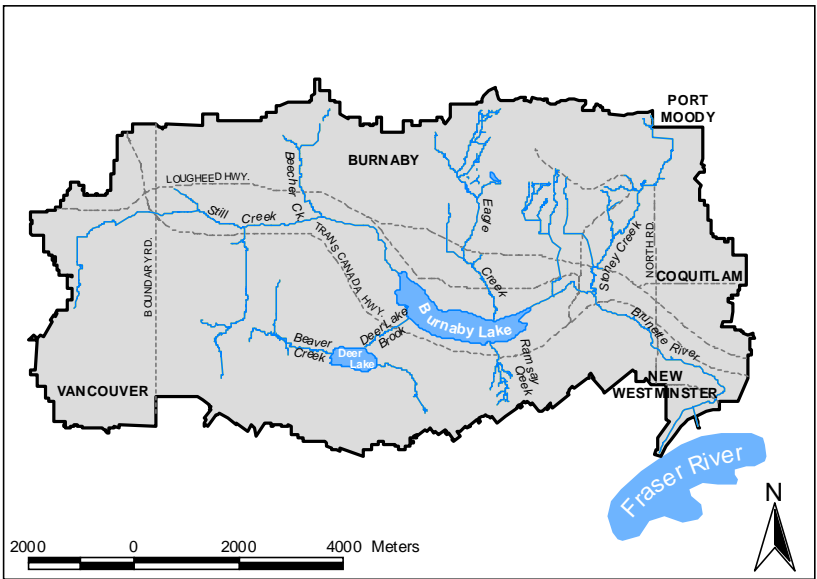 PORT
MOODY
BURNABY
LOUGHEED HWY.
Beecher Ck.
Still Creek
Eagle Creek
Stoney Creek
NORTH RD.
BOUNDARY RD.
TRANS CANADA HWY.
COQUITLAM
Burnaby Lake
Deer Lake
Brook
Brunette River
Beaver
Creek
Deer
Lake
Ramsay
Creek
VANCOUVER
NEW
WESTMINSTER
Fraser River
N
2000 0 2000 4000 Meters